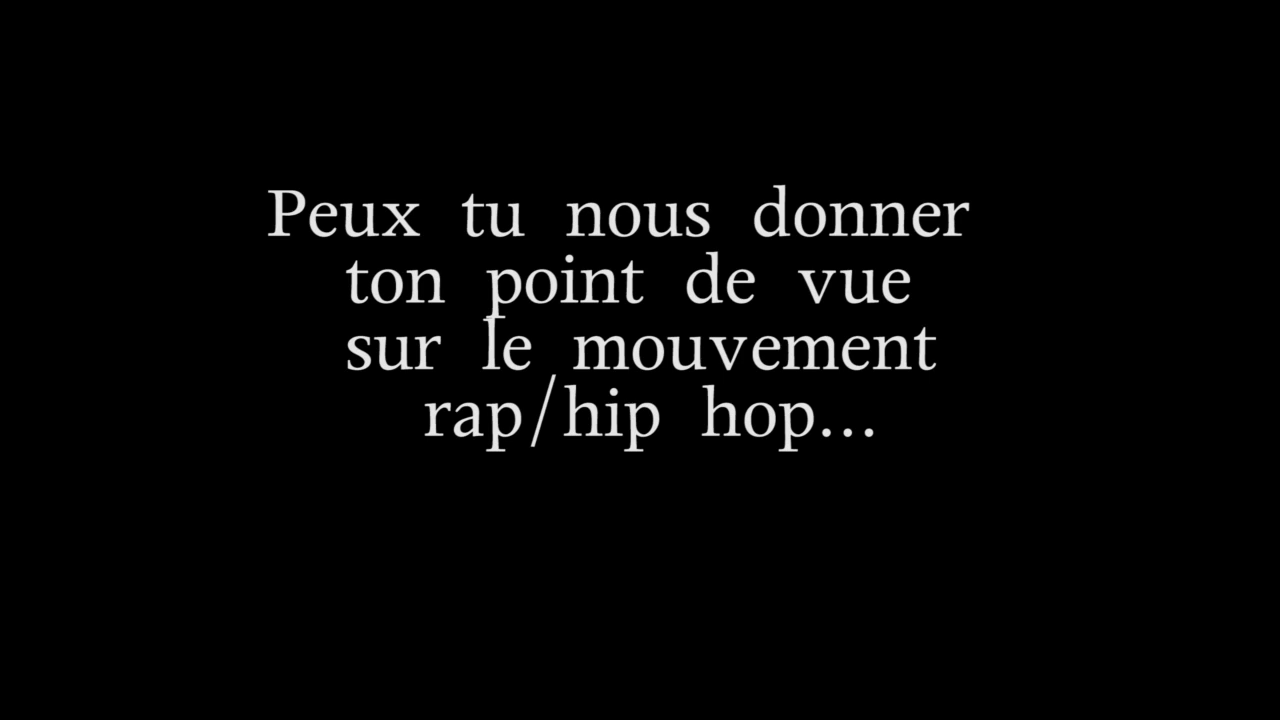 Peux tu nous donner
ton point de vue
sur le mouvement
rap/hip hop...